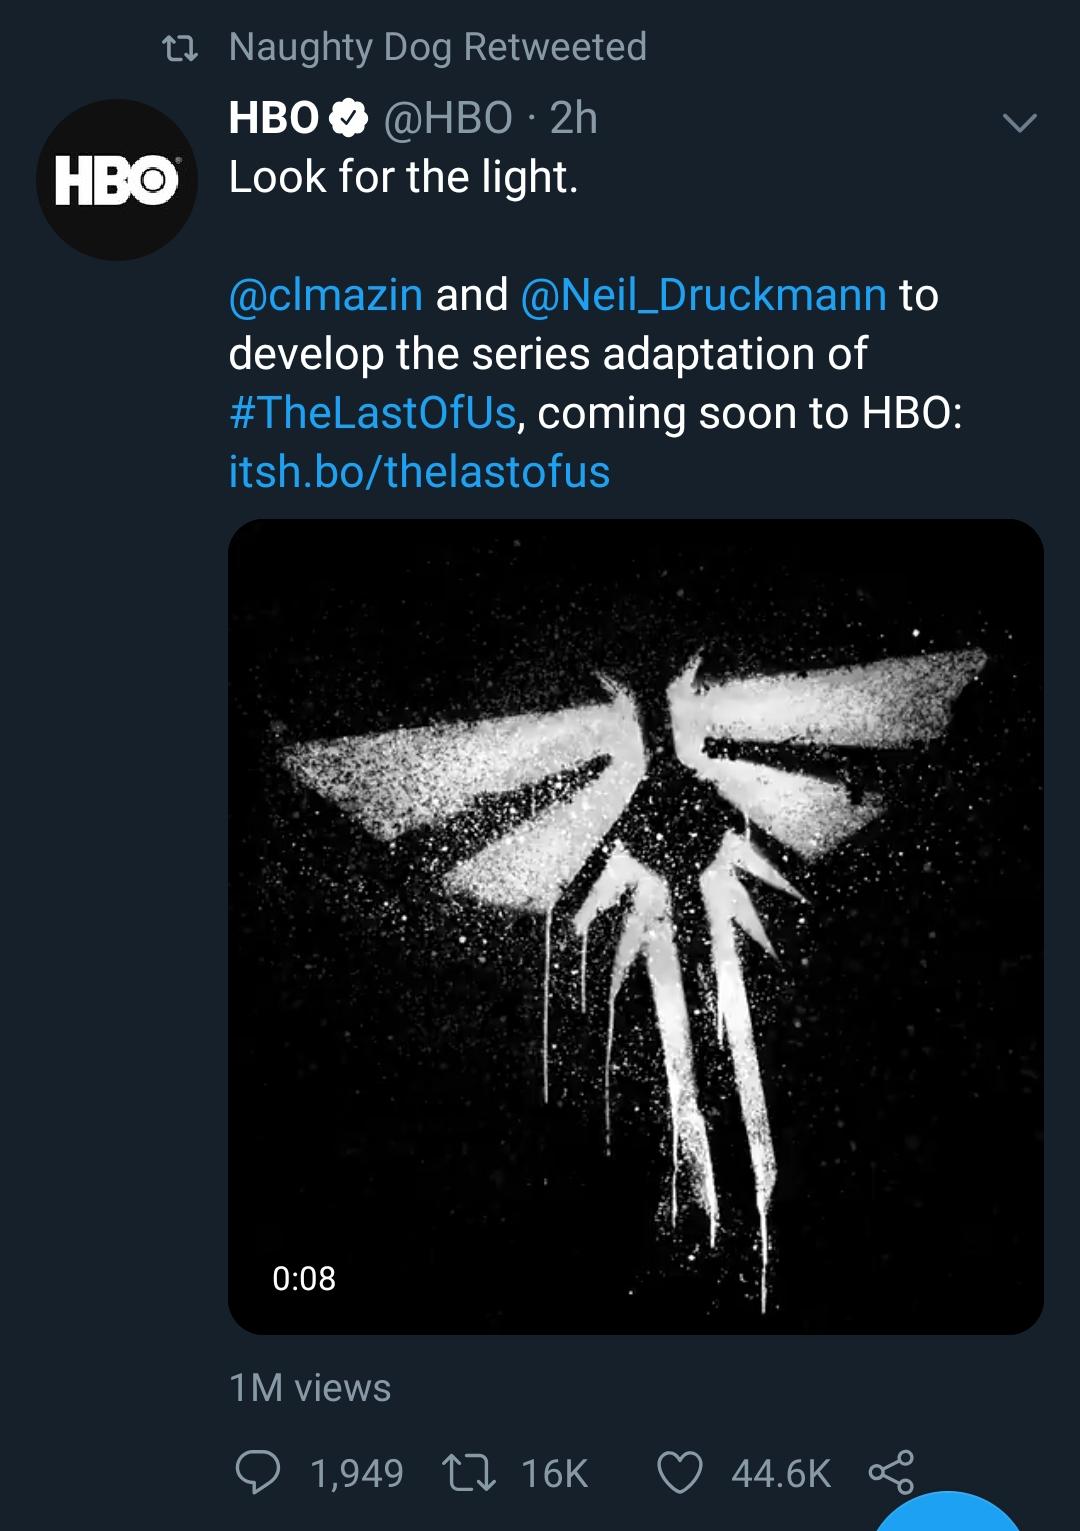 Naughty Dog Retweeted
HBO @HBO · 2h
HBO
Look for the light.
@clmazin and @Neil_Druckmann to
develop the series adaptation of
#TheLastOfUs, coming soon to HBO:
itsh.bo/thelastofus
0:08
1M views
1,949 16K 44.6K